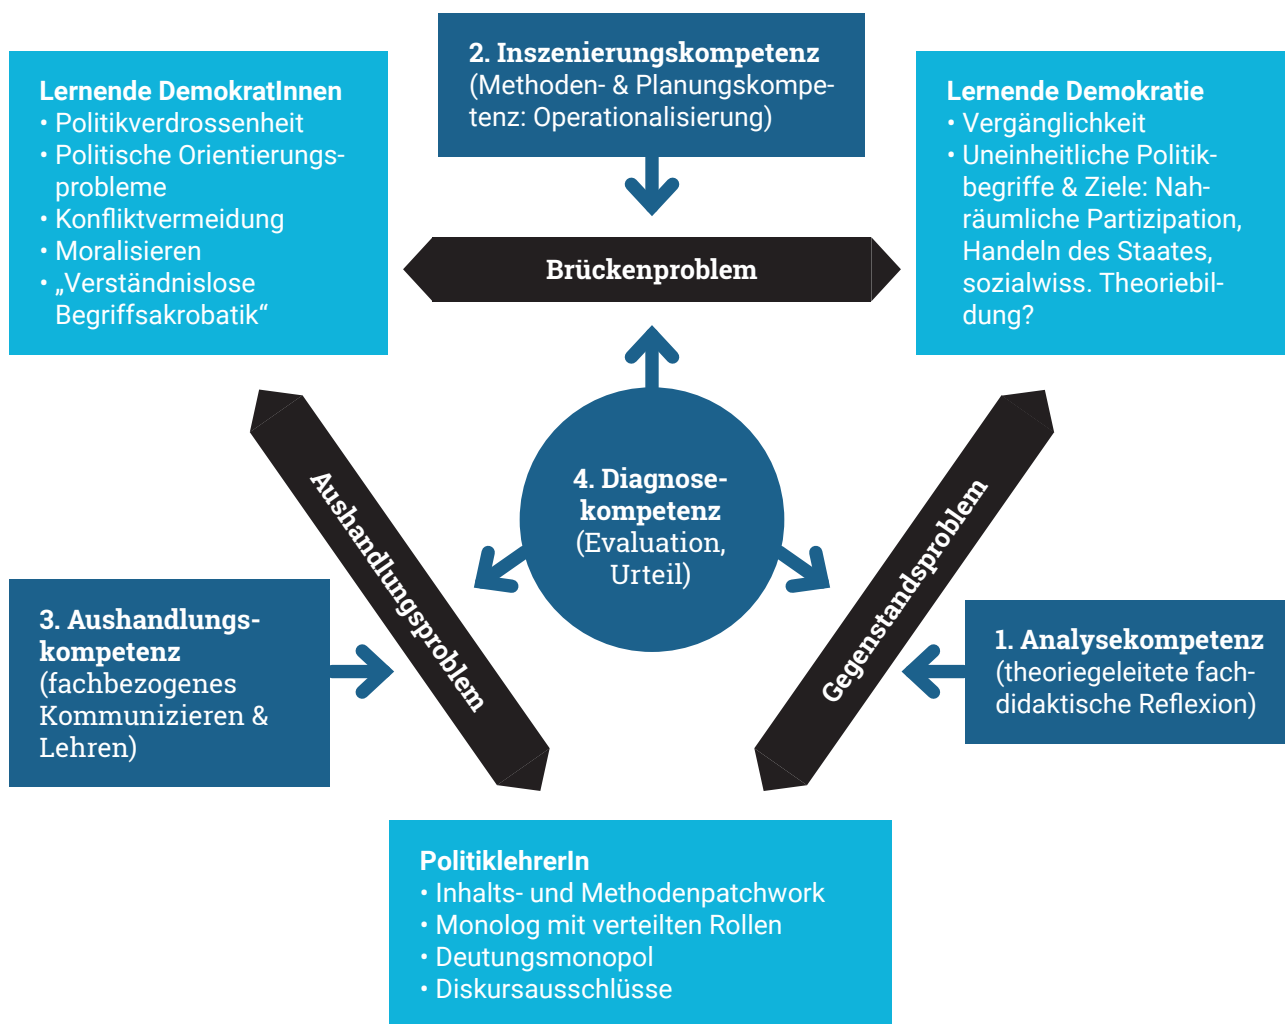 2. Inszenierungskompetenz
(Methoden- & Planungskompe-
tenz: Operationalisierung)
Lernende DemokratInnen
• Politikverdrossenheit
• Politische Orientierungs-
probleme
• Konfliktvermeidung
• Moralisieren
• „Verständnislose
Begriffsakrobatik“
Lernende Demokratie
• Vergänglichkeit
• Uneinheitliche Politik-
begriffe & Ziele: Nah-
räumliche Partizipation,
Handeln des Staates,
sozialwiss. Theoriebil-
dung?
Brückenproblem
Aushandlungsproblem
4. Diagnose-
kompetenz
(Evaluation,
Urteil)
Gegenstandsproblem
3. Aushandlungs-
kompetenz
(fachbezogenes
Kommunizieren &
Lehren)
1. Analysekompetenz
(theoriegeleitete fach-
didaktische Reflexion)
PolitiklehrerIn
• Inhalts- und Methodenpatchwork
• Monolog mit verteilten Rollen
• Deutungsmonopol
• Diskursausschlüsse